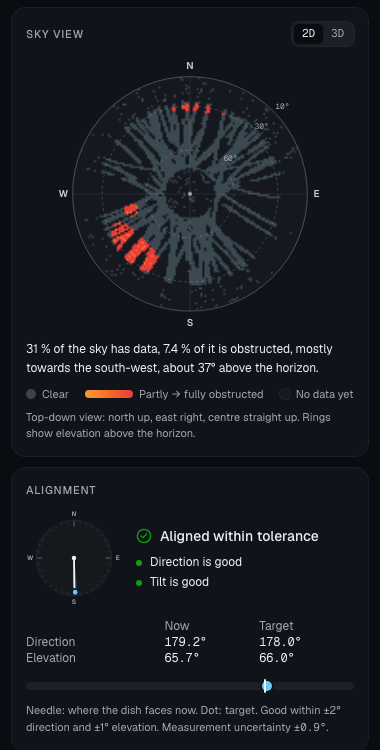 SKY VIEW
2D 3D
N
10°
30°
60°
W
E
S
31 % of the sky has data, 7.4 % of it is obstructed, mostly
towards the south-west, about 37° above the horizon.
Clear Partly → fully obstructed No data yet
Top-down view: north up, east right, centre straight up. Rings
show elevation above the horizon.
ALIGNMENT
N
W
E
S
Aligned within tolerance
Direction is good
Tilt is good
Now Target
Direction 179.2° 178.0°
Elevation 65.7° 66.0°
Needle: where the dish faces now. Dot: target. Good within ±2°
direction and ±1° elevation. Measurement uncertainty ±0.9°.